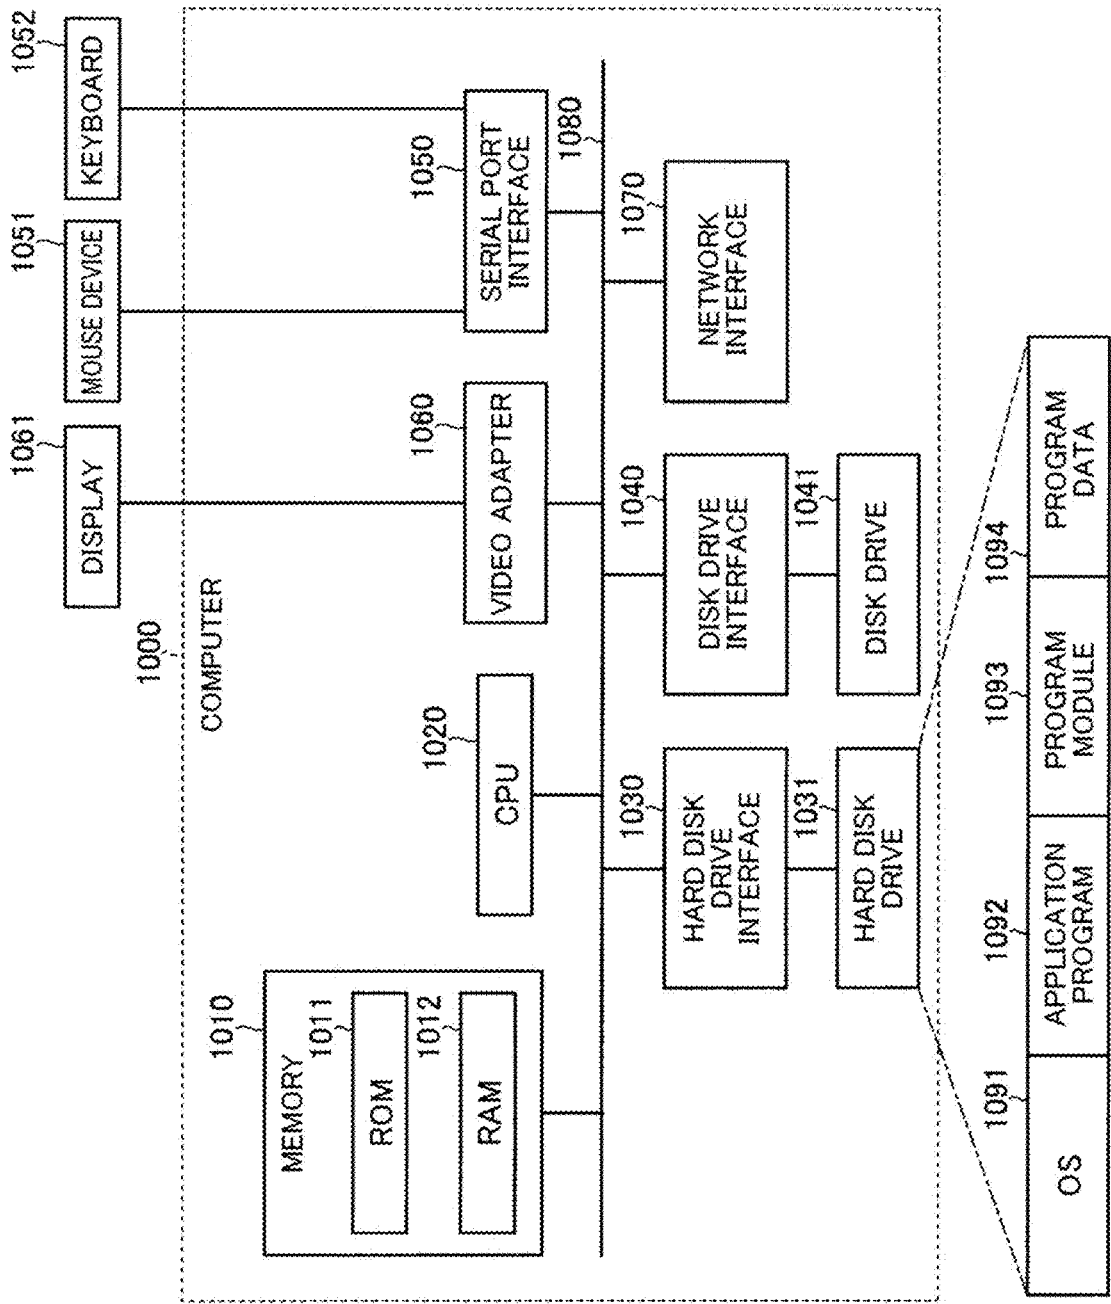 1061
1051
1052
DISPLAY
MOUSE DEVICE
KEYBOARD
1000
COMPUTER
1010
MEMORY
1011
ROM
1012
RAM
1020
CPU
1060
VIDEO ADAPTER
1050
SERIAL PORT
INTERFACE
1080
1030
HARD DISK
DRIVE
INTERFACE
1040
DISK DRIVE
INTERFACE
1070
NETWORK
INTERFACE
1031
HARD DISK
DRIVE
1041
DISK DRIVE
1091
OS
1092
APPLICATION
PROGRAM
1093
PROGRAM
MODULE
1094
PROGRAM
DATA